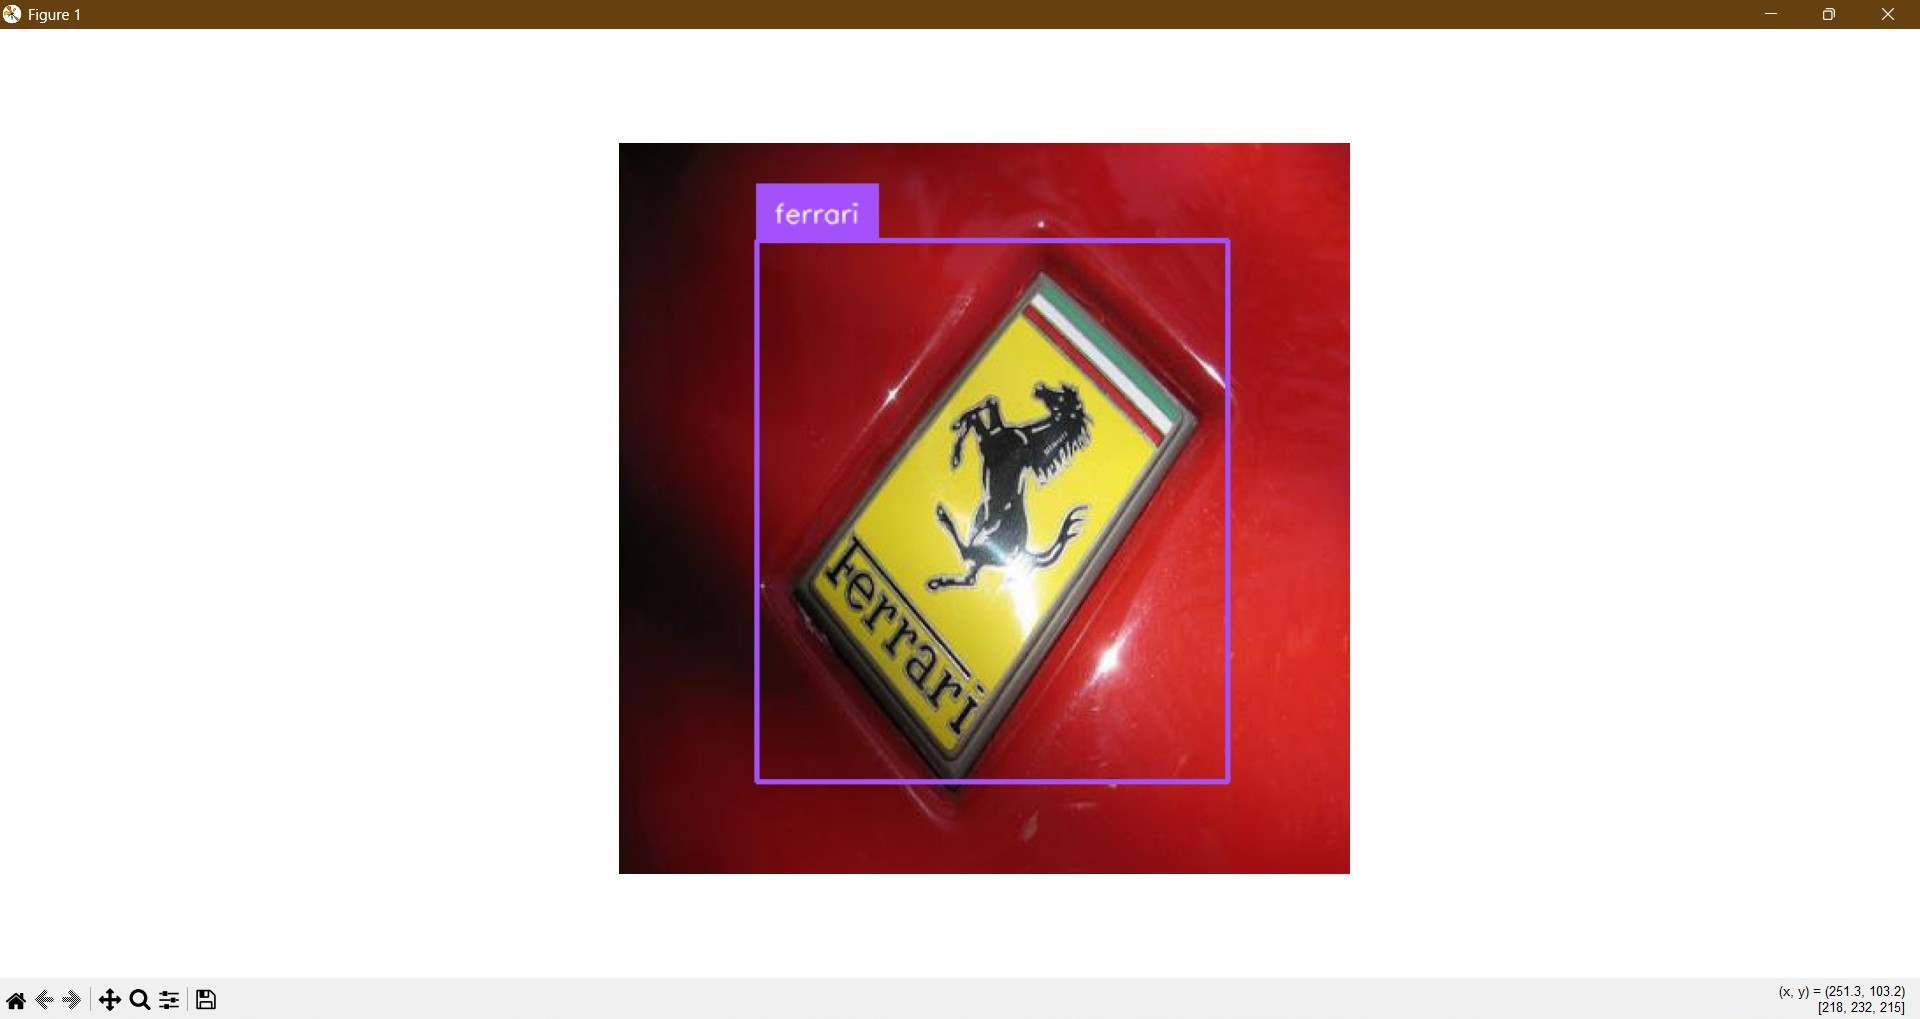 Figure 1
ferrari
Ferrari
(x, y) = (251.3, 103.2)
[218, 232, 215]